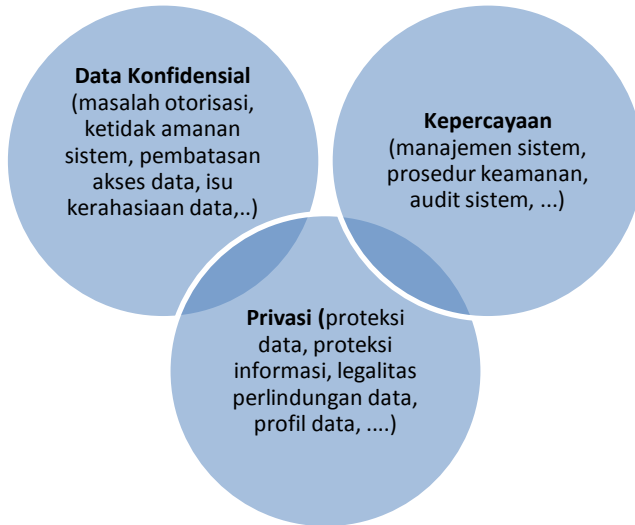 Data Konfidensial
(masalah otorisasi,
ketidak amanan
sistem, pembatasan
akses data, isu
kerahasiaan data,..)
Kepercayaan
(manajemen sistem,
prosedur keamanan,
audit sistem, ...)
Privasi (proteksi
data, proteksi
informasi, legalitas
perlindungan data,
profil data, ....)